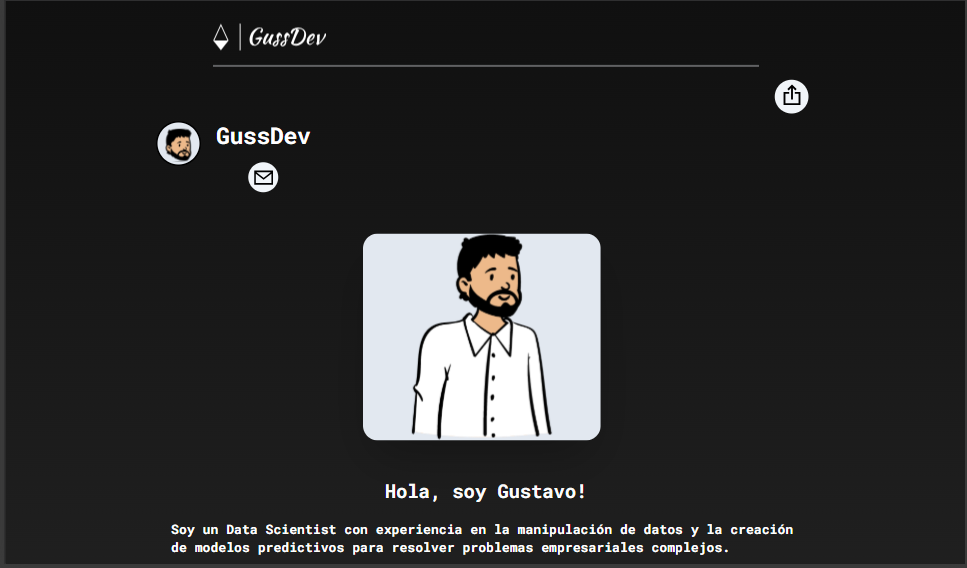 GussDev
GussDev
Hola, soy Gustavo!
Soy un Data Scientist con experiencia en la manipulación de datos y la creación
de modelos predictivos para resolver problemas empresariales complejos.